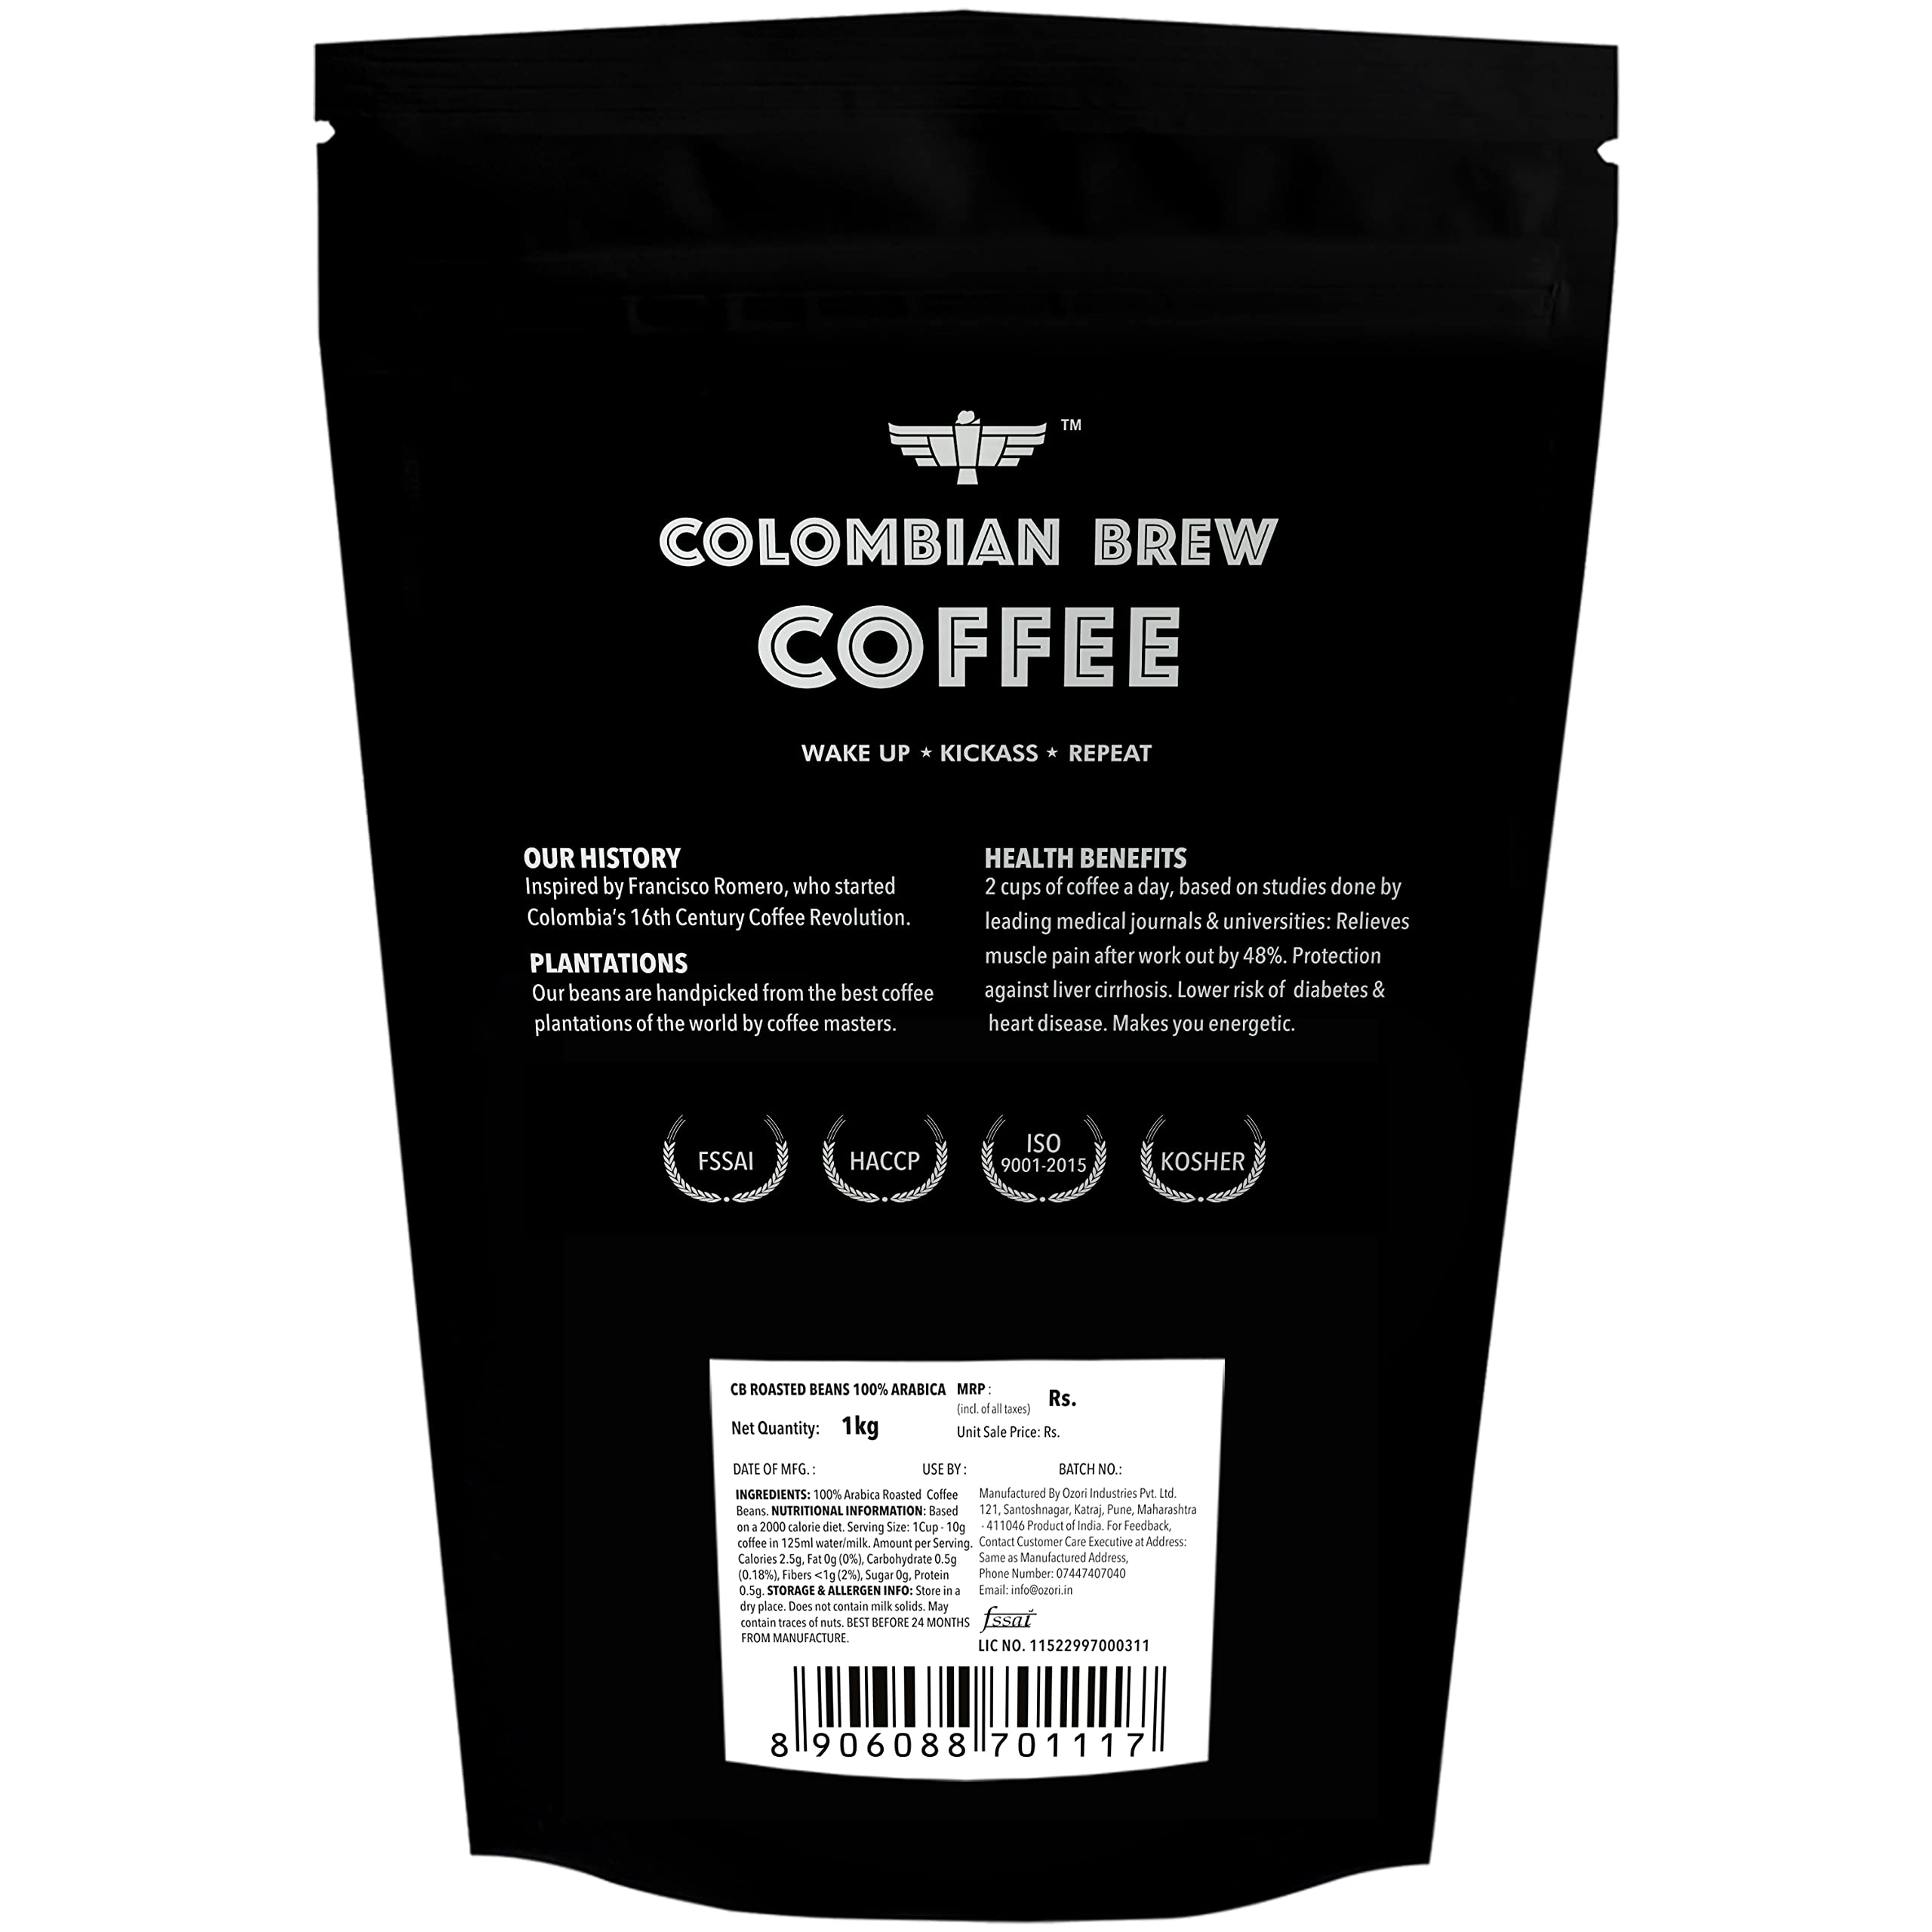 TM
COLOMBIAN BREW
COFFEE
WAKE UP ★ KICKASS ★ REPEAT
OUR HISTORY
Inspired by Francisco Romero, who started
Colombia's 16th Century Coffee Revolution.
PLANTATIONS
Our beans are handpicked from the best coffee
plantations of the world by coffee masters.
HEALTH BENEFITS
2 cups of coffee a day, based on studies done by
leading medical journals & universities: Relieves
muscle pain after work out by 48%. Protection
against liver cirrhosis. Lower risk of diabetes &
heart disease. Makes you energetic.
FSSAI
HACCP
ISO
9001-2015
KOSHER
CB ROASTED BEANS 100% ARABICA
Net Quantity: 1kg
MRP : Rs.
(incl. of all taxes)
Unit Sale Price: Rs.
DATE OF MFG. : USE BY : BATCH NO.:
INGREDIENTS: 100% Arabica Roasted Coffee
Beans. NUTRITIONAL INFORMATION: Based
on a 2000 calorie diet. Serving Size: 1Cup - 10g
coffee in 125ml water/milk. Amount per Serving.
Calories 2.5g, Fat 0g (0%), Carbohydrate 0.5g
(0.18%), Fibers <1g (2%), Sugar 0g, Protein
0.5g. STORAGE & ALLERGEN INFO: Store in a
dry place. Does not contain milk solids. May
contain traces of nuts. BEST BEFORE 24 MONTHS
FROM MANUFACTURE.
Manufactured By Ozori Industries Pvt. Ltd.
121, Santoshnagar, Katraj, Pune, Maharashtra
- 411046 Product of India. For Feedback,
Contact Customer Care Executive at Address:
Same as Manufactured Address,
Phone Number: 07447407040
Email: info@ozori.in
fssai
LIC NO. 11522997000311
8 906088 701117